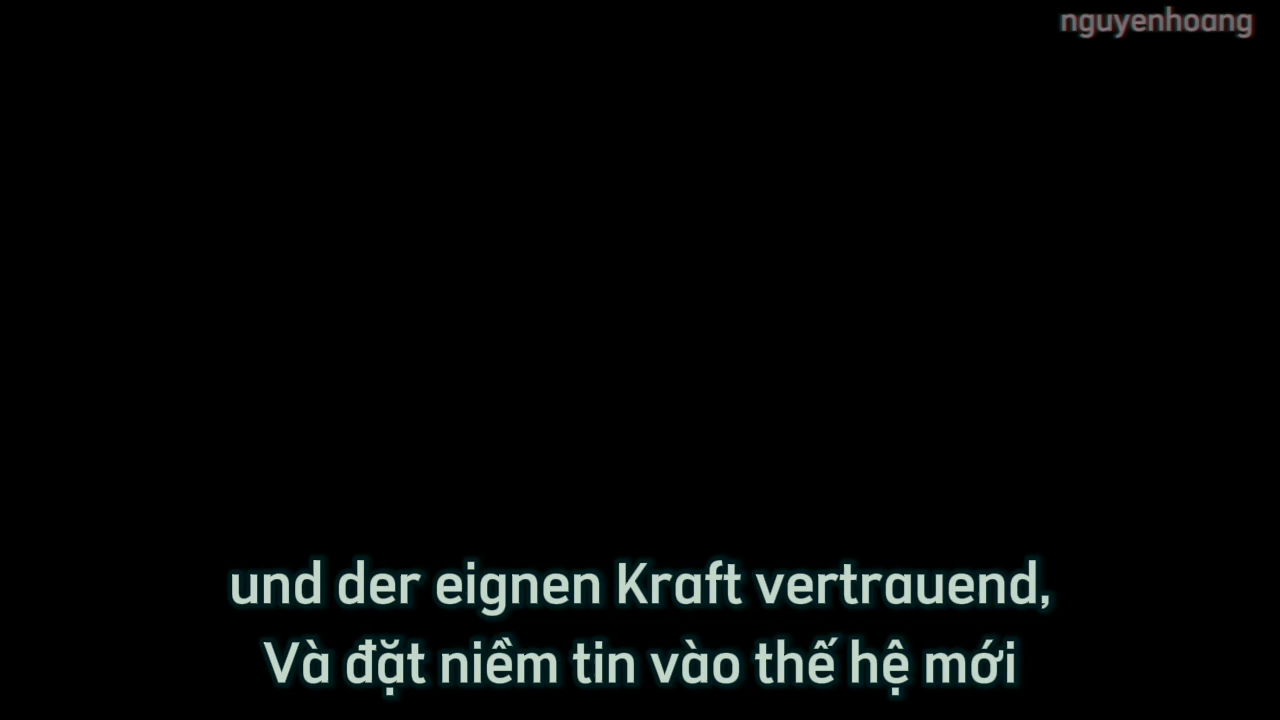 nguyenhoang
und der eignen Kraft vertrauend,
Và đặt niềm tin vào thế hệ mới